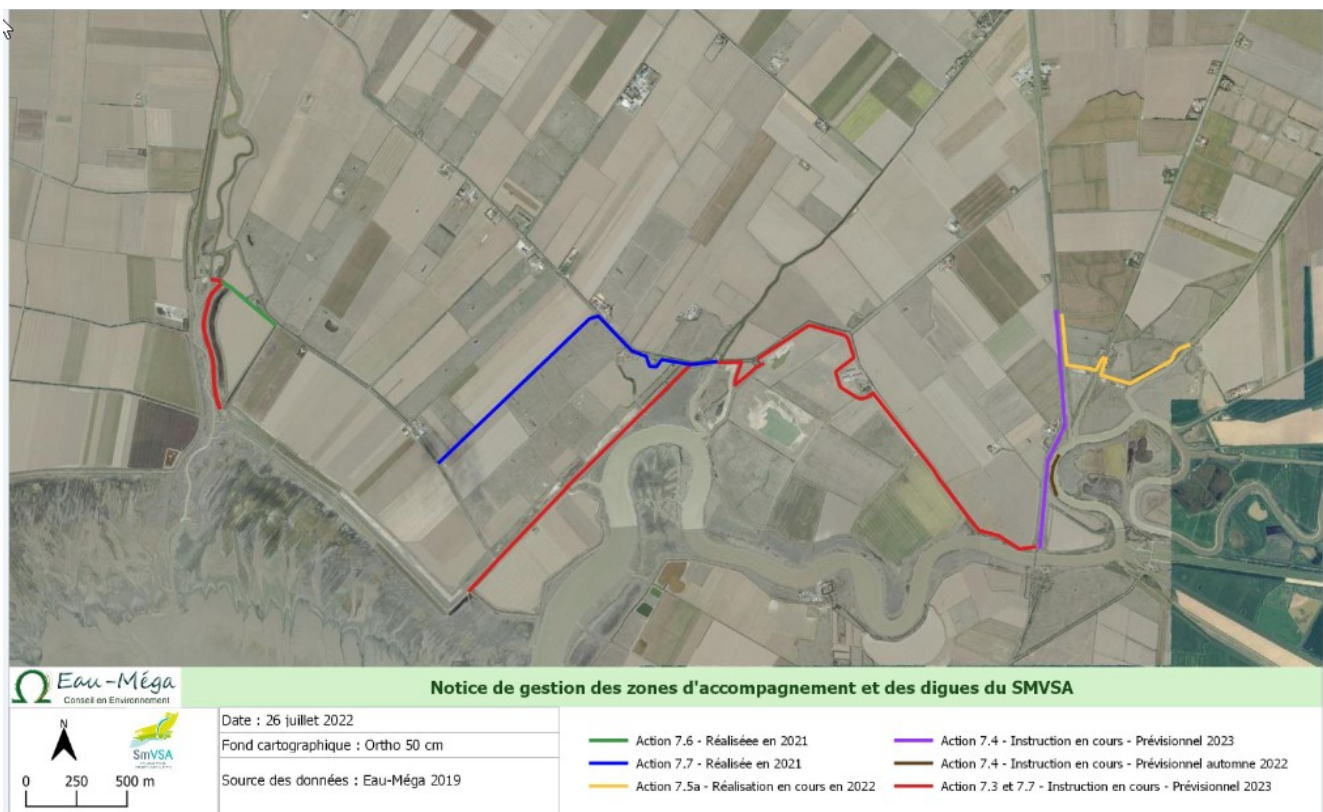 Eau-Méga
Conseil en Environnement
Notice de gestion des zones d'accompagnement et des digues du SMVSA
N
SmVSA
0 250 500 m
Date : 26 juillet 2022
Fond cartographique : Ortho 50 cm
Source des données : Eau-Méga 2019
Action 7.6 - Réaliséee en 2021
Action 7.7 - Réalisée en 2021
Action 7.5a - Réalisation en cours en 2022
Action 7.4 - Instruction en cours - Prévisionnel 2023
Action 7.4 - Instruction en cours - Prévisionnel automne 2022
Action 7.3 et 7.7 - Instruction en cours - Prévisionnel 2023